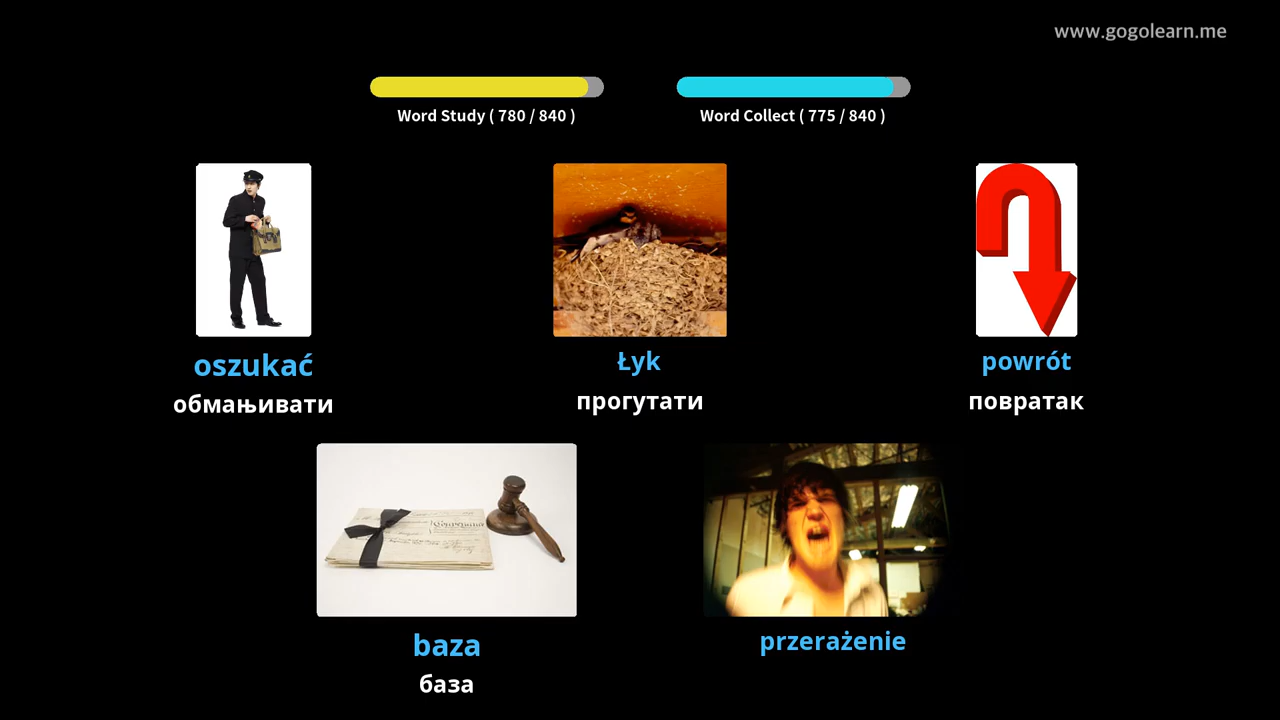 www.gogolearn.me
Word Study ( 780 / 840 )
Word Collect ( 775 / 840 )
oszukać
обмањивати
Łyk
прогутати
powrót
повратак
baza
база
przerażenie